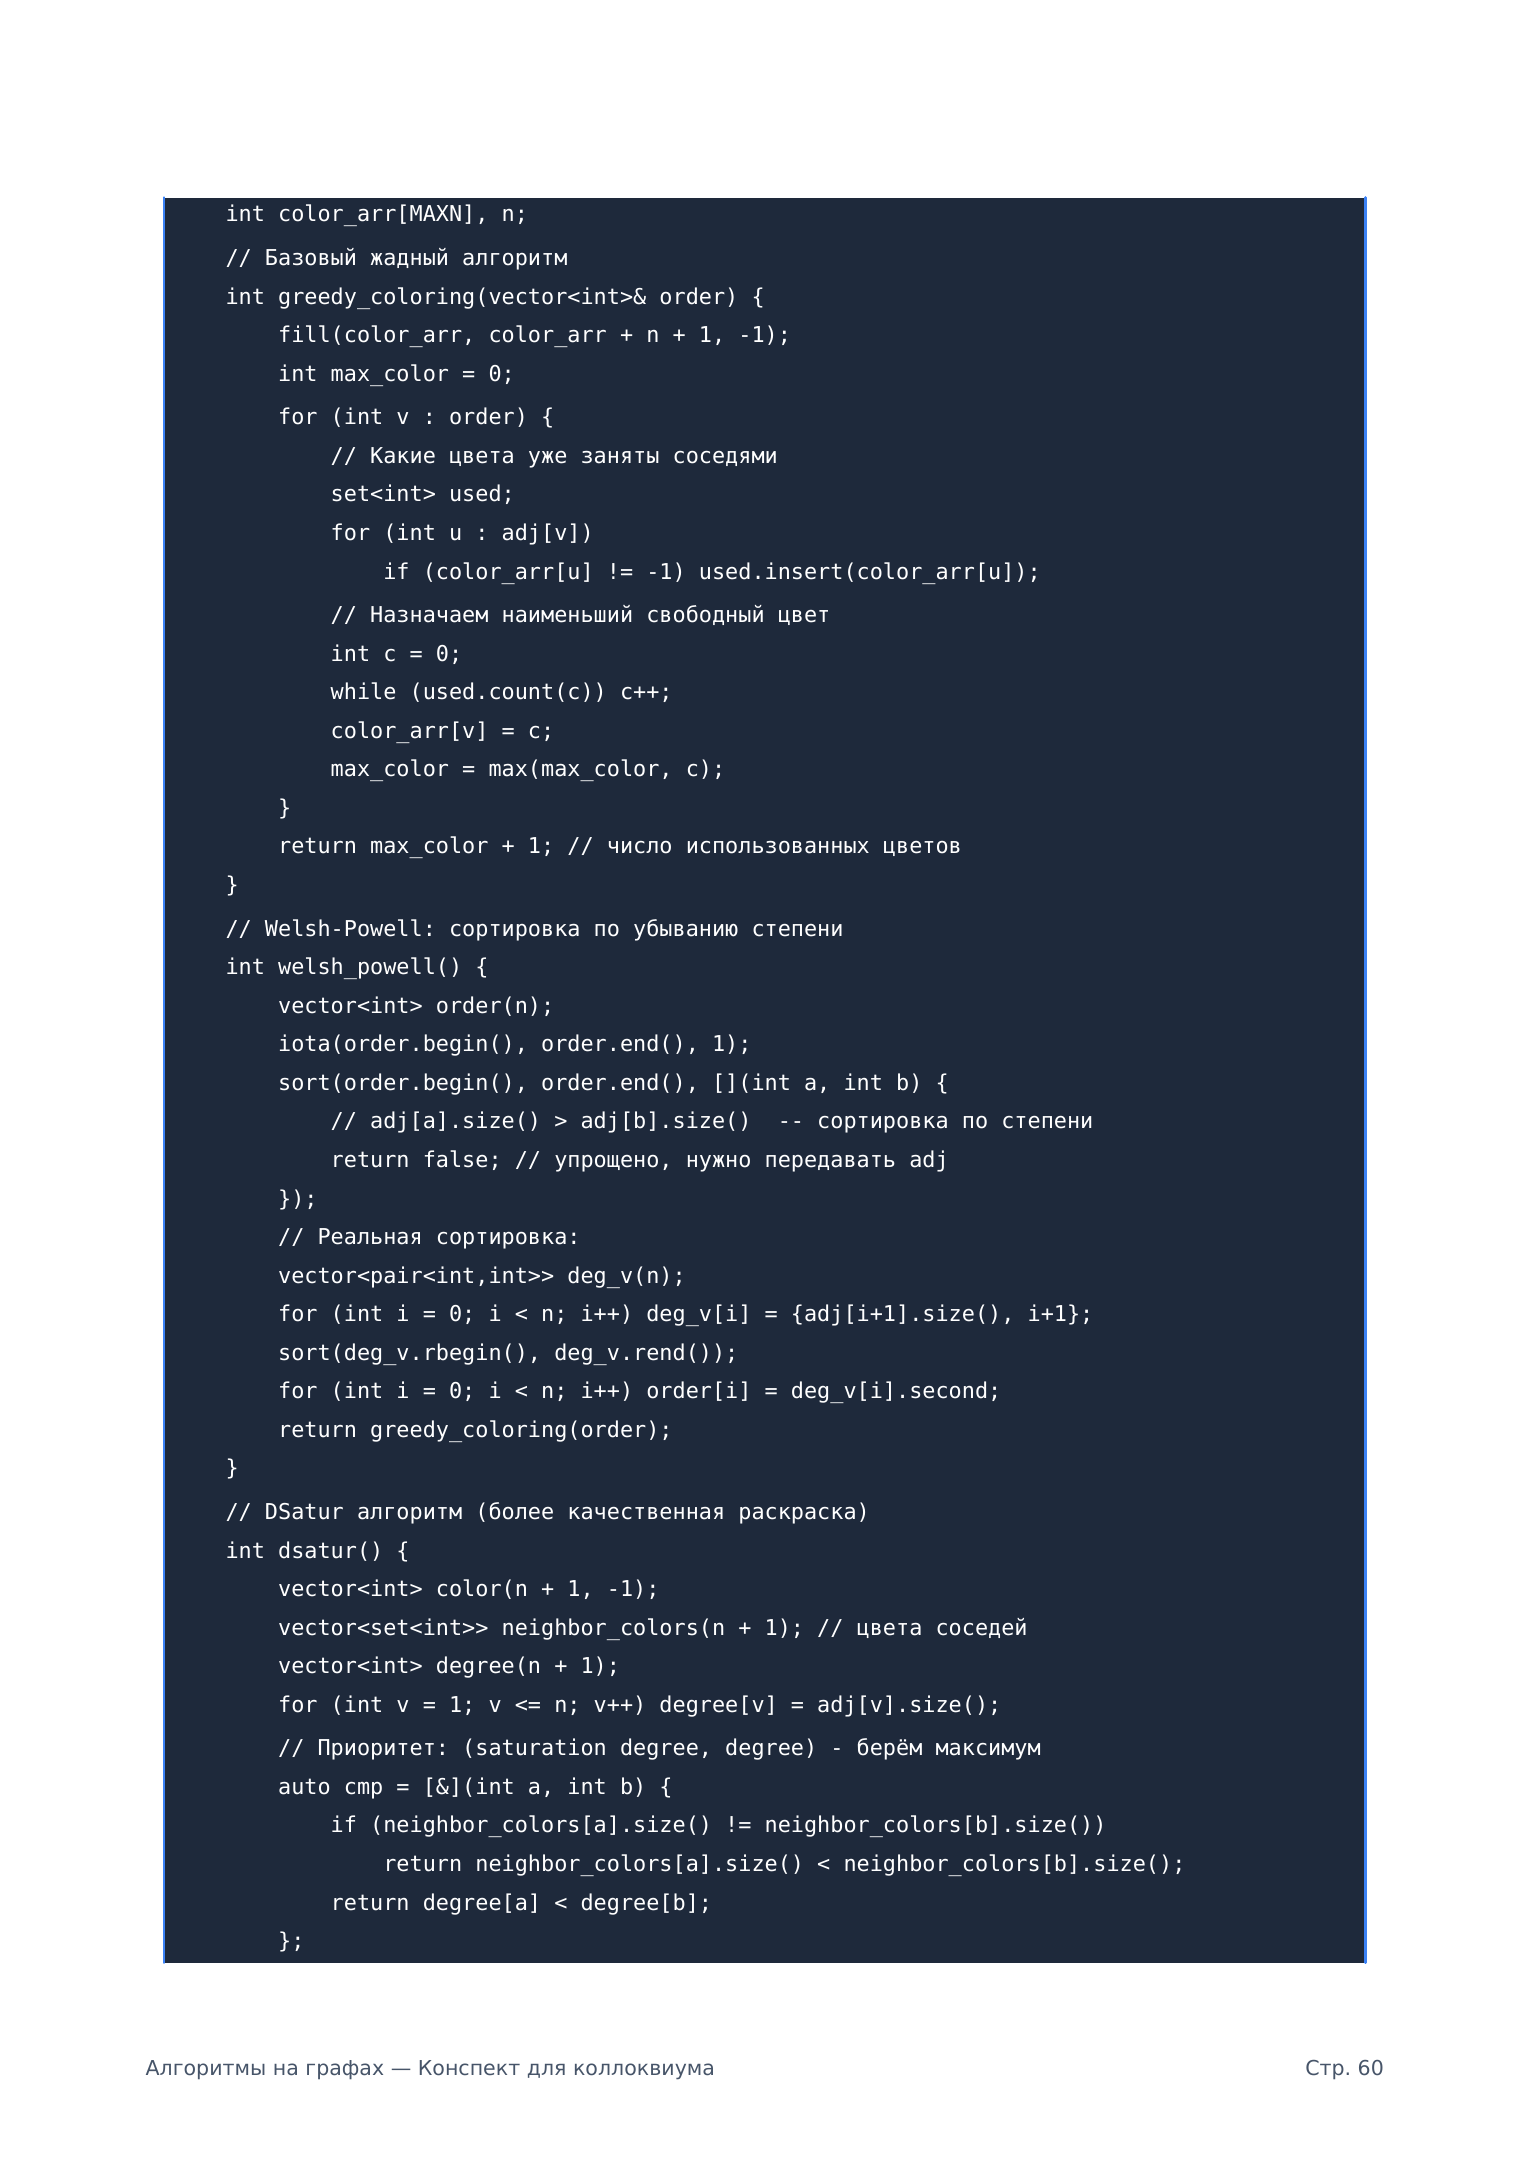 int color_arr[MAXN], n;
// Базовый жадный алгоритм
int greedy_coloring(vector<int>& order) {
    fill(color_arr, color_arr + n + 1, -1);
    int max_color = 0;
    for (int v : order) {
        // Какие цвета уже заняты соседями
        set<int> used;
        for (int u : adj[v])
            if (color_arr[u] != -1) used.insert(color_arr[u]);
        // Назначаем наименьший свободный цвет
        int c = 0;
        while (used.count(c)) c++;
        color_arr[v] = c;
        max_color = max(max_color, c);
    }
    return max_color + 1; // число использованных цветов
}
// Welsh-Powell: сортировка по убыванию степени
int welsh_powell() {
    vector<int> order(n);
    iota(order.begin(), order.end(), 1);
    sort(order.begin(), order.end(), [](int a, int b) {
        // adj[a].size() > adj[b].size()  -- сортировка по степени
        return false; // упрощено, нужно передавать adj
    });
    // Реальная сортировка:
    vector<pair<int,int>> deg_v(n);
    for (int i = 0; i < n; i++) deg_v[i] = {adj[i+1].size(), i+1};
    sort(deg_v.rbegin(), deg_v.rend());
    for (int i = 0; i < n; i++) order[i] = deg_v[i].second;
    return greedy_coloring(order);
}
// DSatur алгоритм (более качественная раскраска)
int dsatur() {
    vector<int> color(n + 1, -1);
    vector<set<int>> neighbor_colors(n + 1); // цвета соседей
    vector<int> degree(n + 1);
    for (int v = 1; v <= n; v++) degree[v] = adj[v].size();
    // Приоритет: (saturation degree, degree) - берём максимум
    auto cmp = [&](int a, int b) {
        if (neighbor_colors[a].size() != neighbor_colors[b].size())
            return neighbor_colors[a].size() < neighbor_colors[b].size();
        return degree[a] < degree[b];
    };
Алгоритмы на графах — Конспект для коллоквиума
Стр. 60